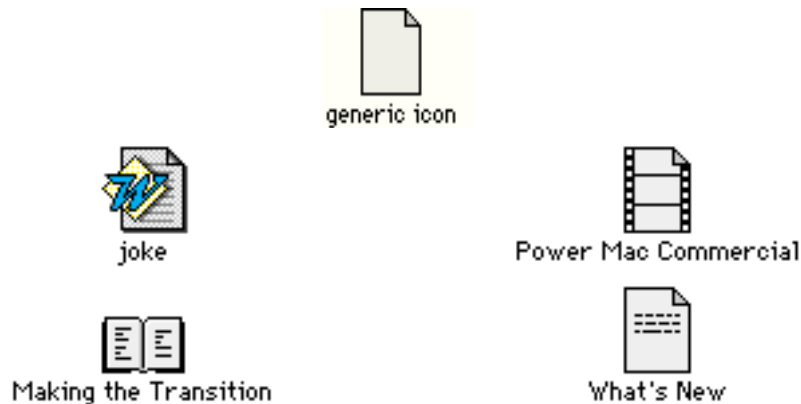 generic icon
W
joke
Power Mac Commercial
Making the Transition
What's New